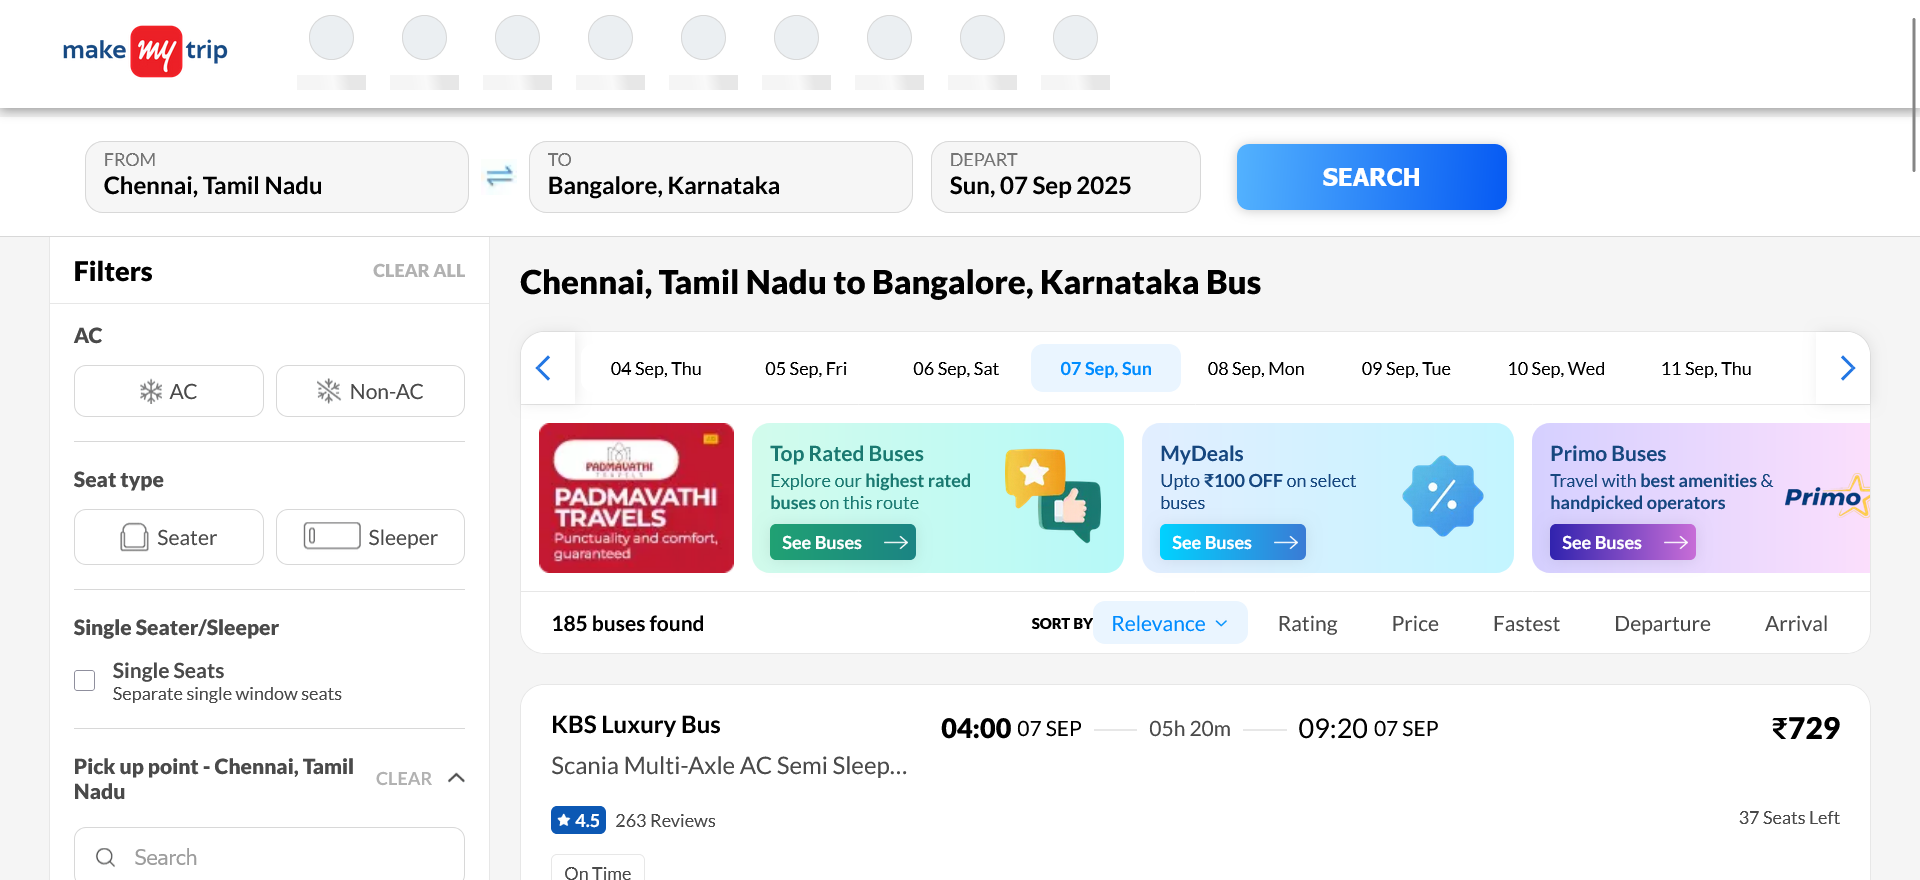 make my trip
FROM
Chennai, Tamil Nadu
TO
Bangalore, Karnataka
DEPART
Sun, 07 Sep 2025
SEARCH
Filters
CLEAR ALL
AC
AC
Non-AC
Seat type
Seater
Sleeper
Single Seater/Sleeper
Single Seats
Separate single window seats
Pick up point - Chennai, Tamil
Nadu
CLEAR
Search
Chennai, Tamil Nadu to Bangalore, Karnataka Bus
04 Sep, Thu
05 Sep, Fri
06 Sep, Sat
07 Sep, Sun
08 Sep, Mon
09 Sep, Tue
10 Sep, Wed
11 Sep, Thu
PADMAVATHI
TRAVELS
PADMAVATHI
TRAVELS
Punctuality and comfort,
guaranteed
Top Rated Buses
Explore our highest rated
buses on this route
See Buses
MyDeals
Upto ₹100 OFF on select
buses
See Buses
%
Primo Buses
Travel with best amenities &
handpicked operators
See Buses
Primo
185 buses found
SORT BY
Relevance
Rating
Price
Fastest
Departure
Arrival
KBS Luxury Bus
04:00 07 SEP
05h 20m
09:20 07 SEP
₹729
Scania Multi-Axle AC Semi Sleep...
4.5
263 Reviews
37 Seats Left
On Time